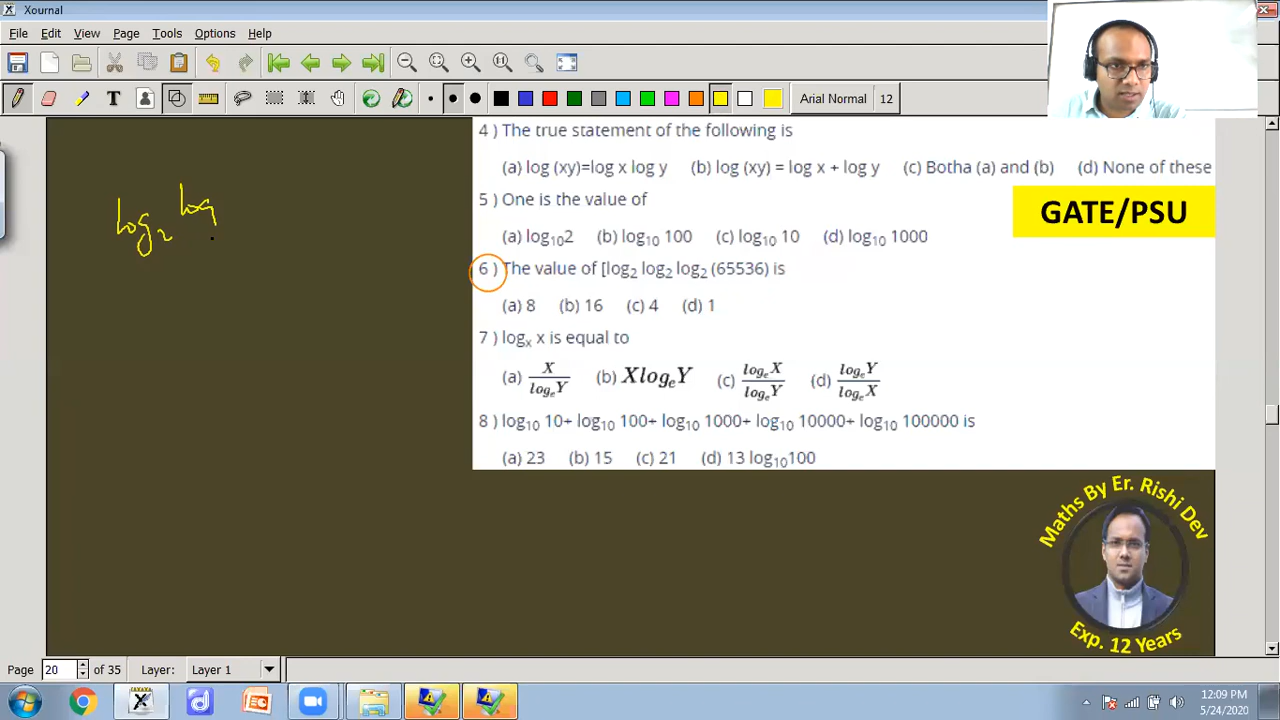 Xournal
File Edit View Page Tools Options Help
Arial Normal 12
4 ) The true statement of the following is
(a) log (xy)=log x log y (b) log (xy) = log x + log y (c) Botha (a) and (b) (d) None of these
GATE/PSU
5 ) One is the value of
(a) log₁₀2 (b) log₁₀ 100 (c) log₁₀ 10 (d) log₁₀ 1000
log₂ log
6 ) The value of [log₂ log₂ log₂ (65536) is
(a) 8 (b) 16 (c) 4 (d) 1
7 ) logₓ x is equal to
(a) X/logₑY (b) XlogₑY (c) logₑX/logₑY (d) logₑY/logₑX
8 ) log₁₀ 10+ log₁₀ 100+ log₁₀ 1000+ log₁₀ 10000+ log₁₀ 100000 is
(a) 23 (b) 15 (c) 21 (d) 13 log₁₀100
Maths By Er. Rishi Dev
Exp. 12 Years
Page 20 of 35 Layer: Layer 1
12:09 PM
5/24/2020